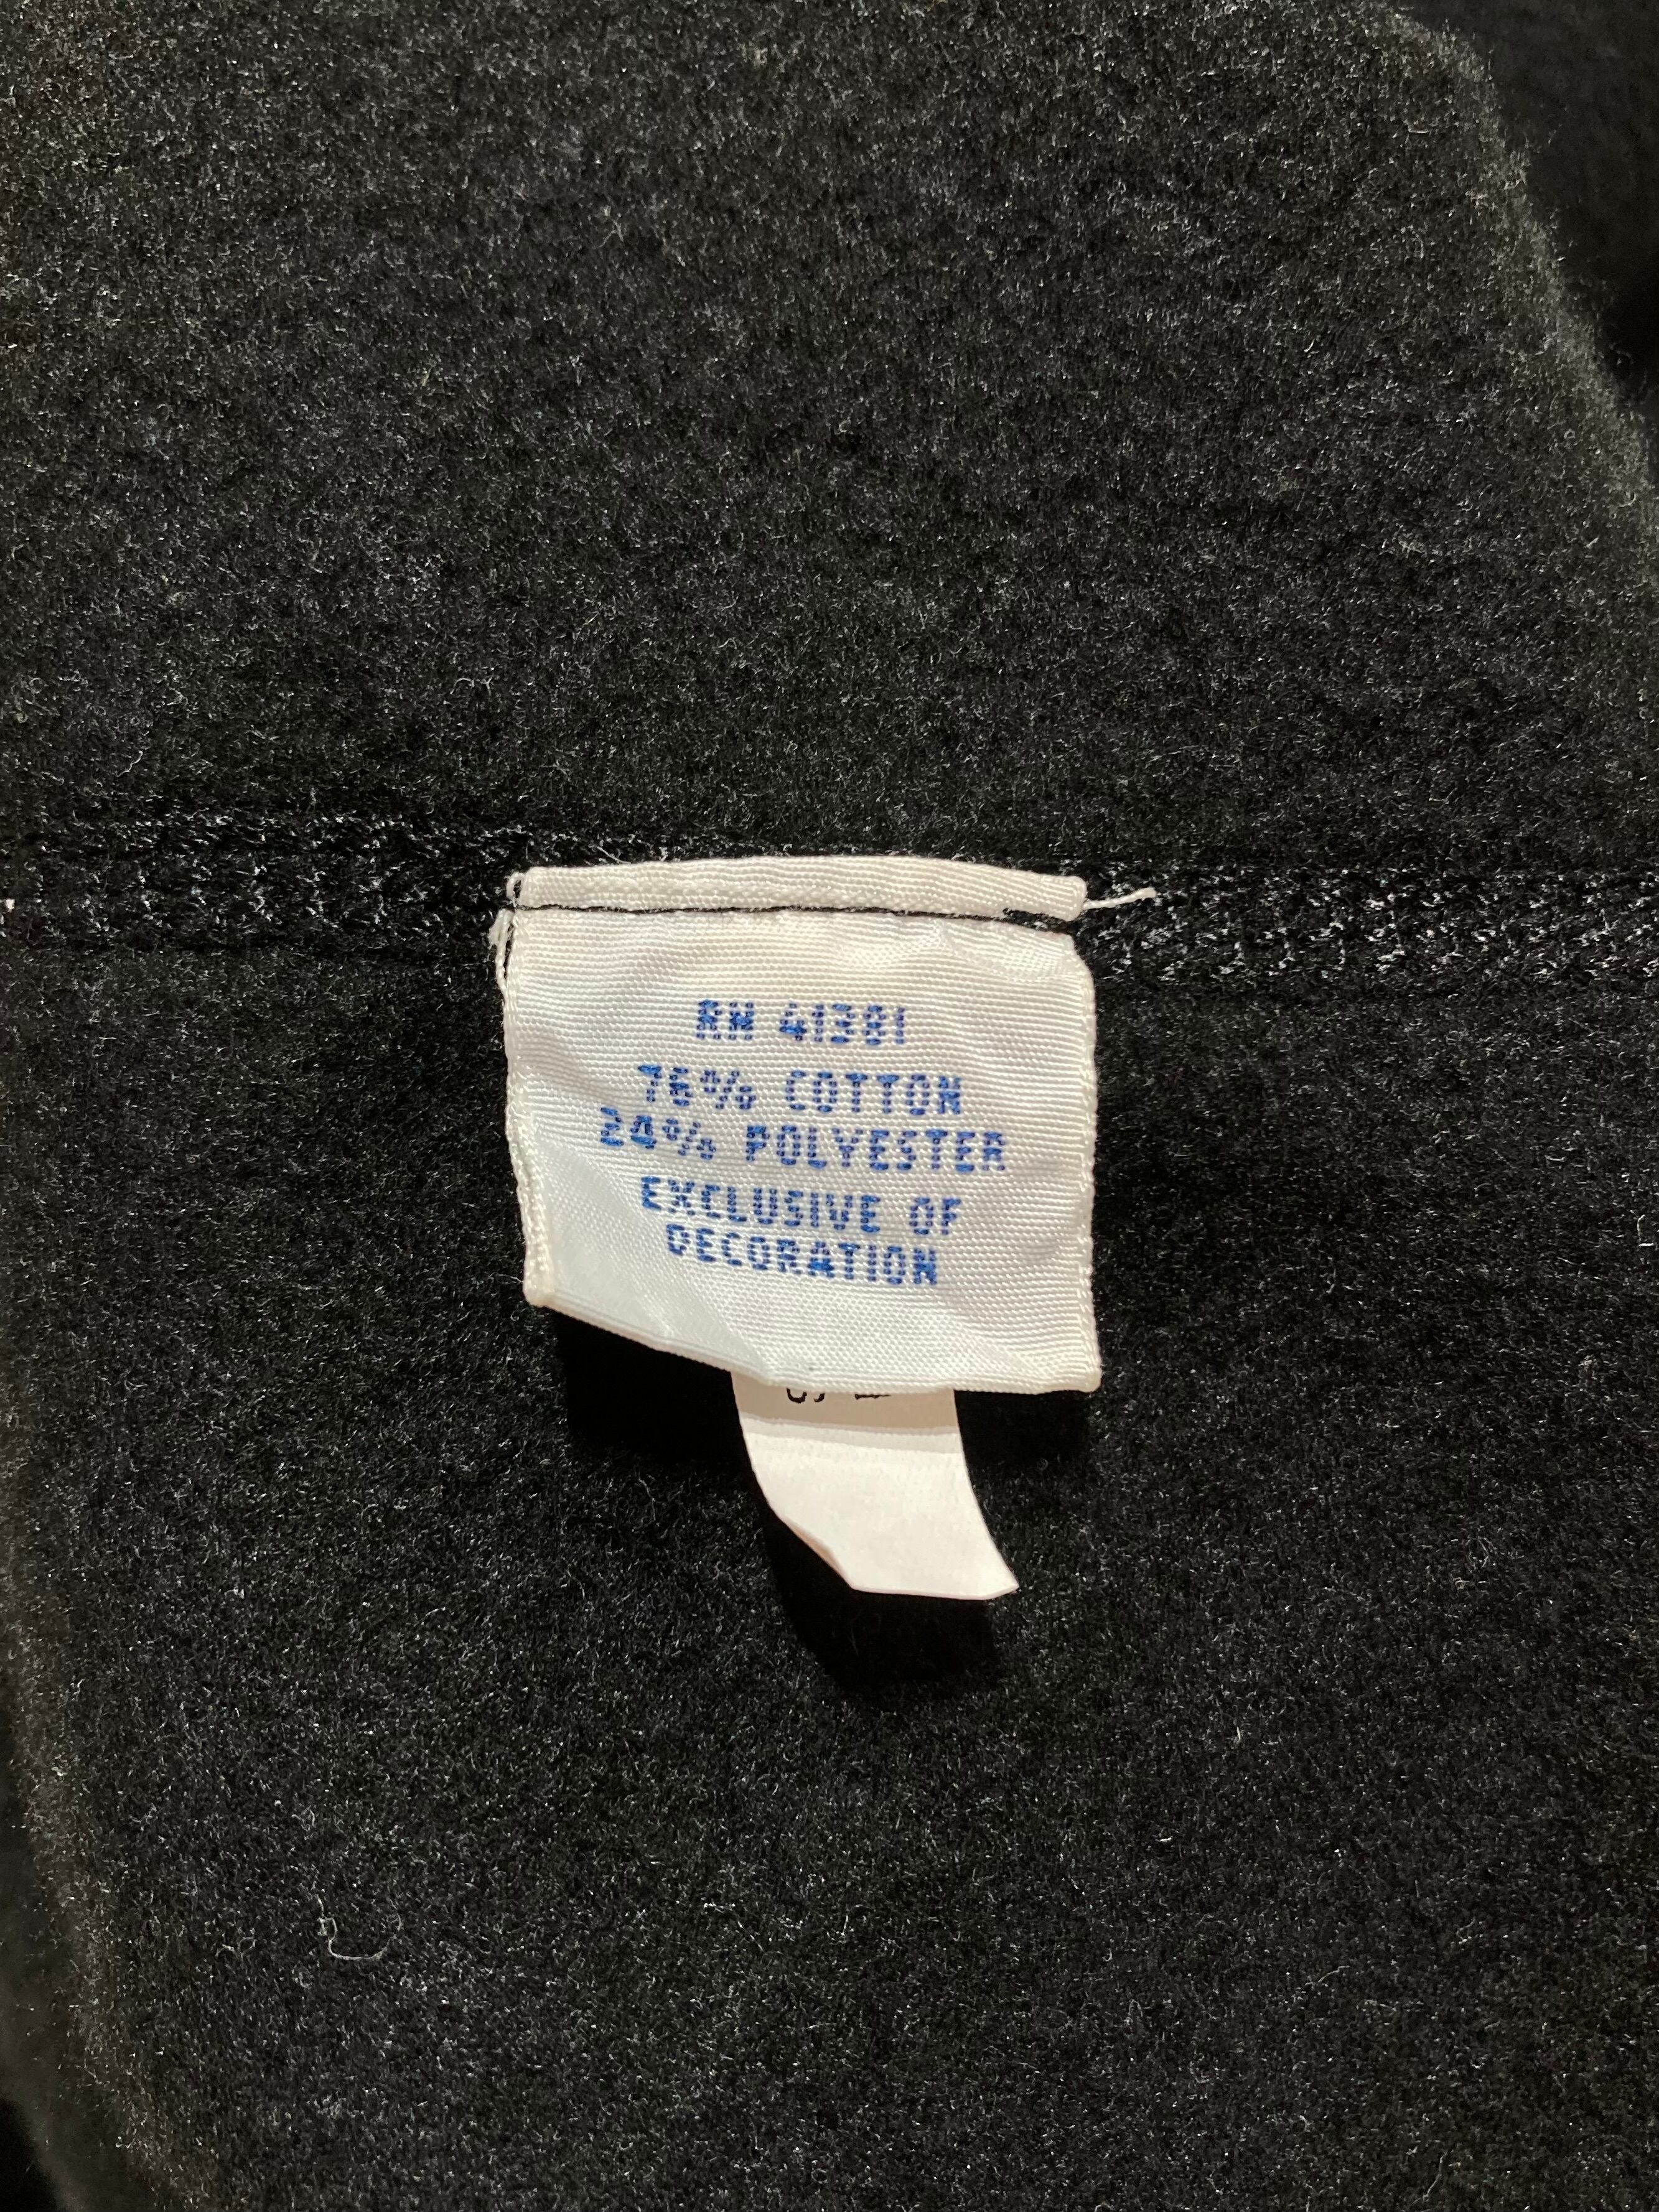 RN 41381
76% COTTON
24% POLYESTER
EXCLUSIVE OF
DECORATION